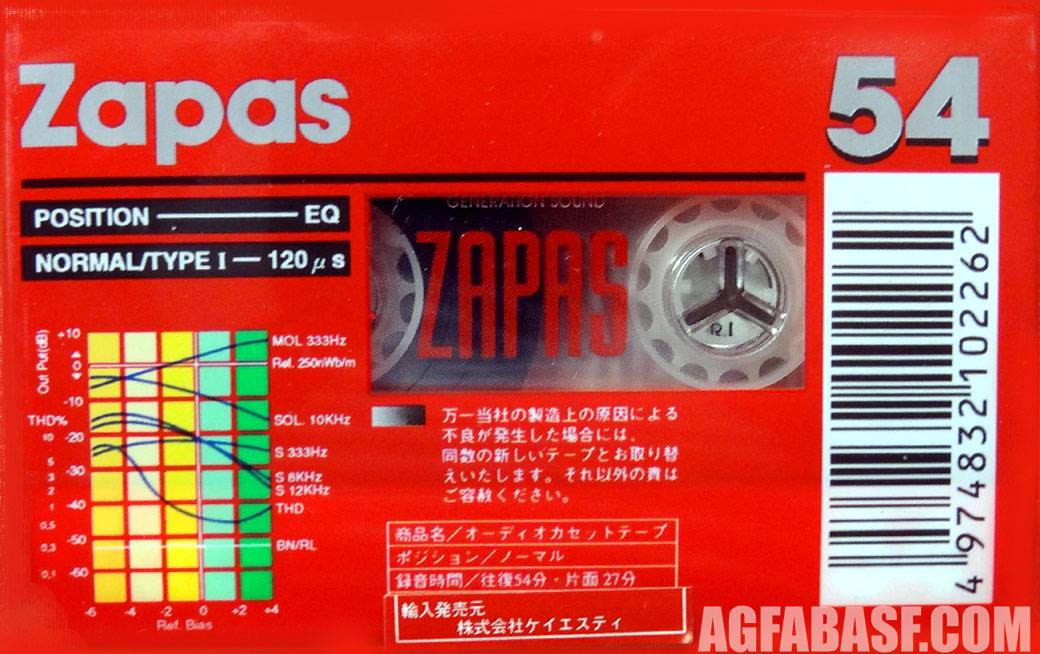 Zapas
54
POSITION — EQ
NORMAL/TYPE I — 120 μs
GENERATION SOUND
ZAPAS
R.I
Out Put(dB)
+10
0
-10
-20
-30
-40
-50
-60
THD%
10
5
3
2
1
0,5
0,3
0,1
MOL 333Hz
Ref. 250nWb/m
SOL. 10KHz
S 333Hz
S 8KHz
S 12KHz
THD
BN/RL
-6 -4 -2 0 +2 +4
Ref. Bias
万一当社の製造上の原因による
不良が発生した場合には、
同数の新しいテープとお取り替
えいたします。それ以外の責は
ご容赦ください。
商品名／オーディオカセットテープ
ポジション／ノーマル
録音時間／往復54分・片面27分
輸入発売元
株式会社ケイエスティ
4974832102262
AGFABASF.COM